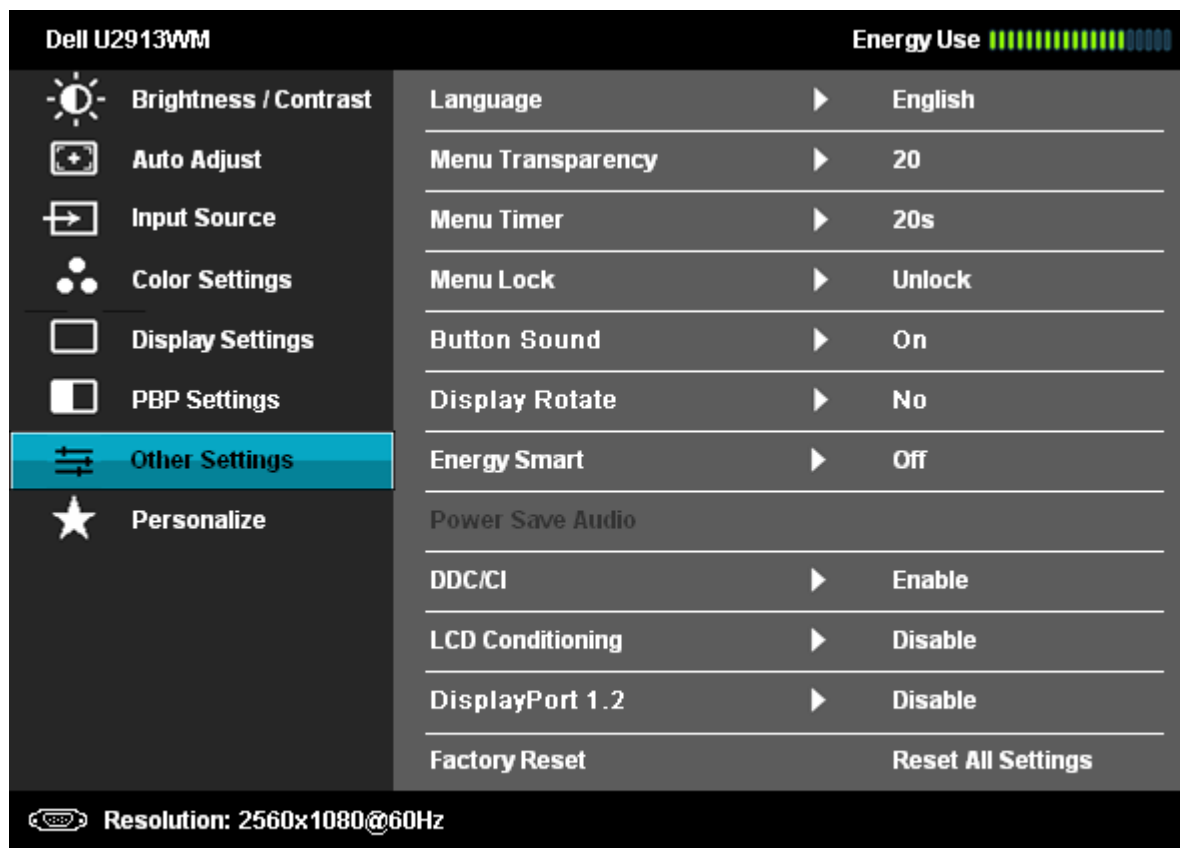 Dell U2913WM Energy Use
Brightness / Contrast
Auto Adjust
Input Source
Color Settings
Display Settings
PBP Settings
Other Settings
Personalize
Language English
Menu Transparency 20
Menu Timer 20s
Menu Lock Unlock
Button Sound On
Display Rotate No
Energy Smart Off
Power Save Audio
DDC/CI Enable
LCD Conditioning Disable
DisplayPort 1.2 Disable
Factory Reset Reset All Settings
Resolution: 2560x1080@60Hz